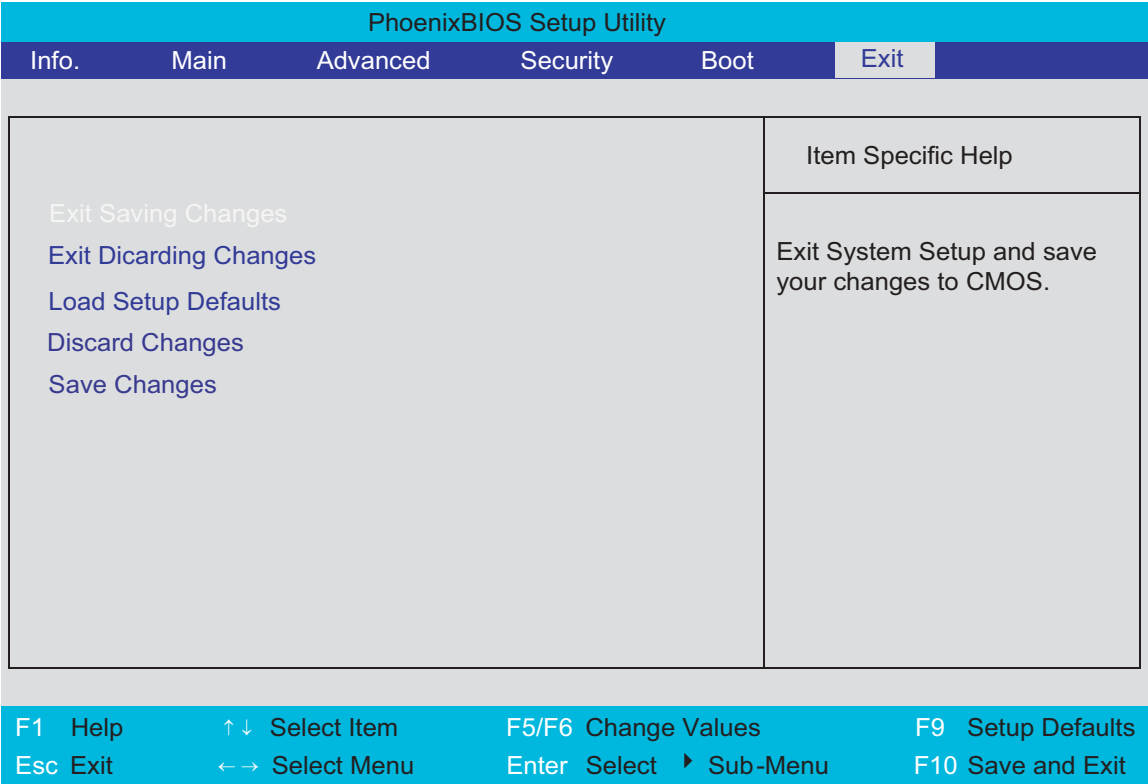 PhoenixBIOS Setup Utility
Info. Main Advanced Security Boot Exit
Item Specific Help
Exit Saving Changes
Exit Dicarding Changes
Load Setup Defaults
Discard Changes
Save Changes
Exit System Setup and save
your changes to CMOS.
F1 Help ↑↓ Select Item F5/F6 Change Values F9 Setup Defaults
Esc Exit ←→ Select Menu Enter Select ▸ Sub-Menu F10 Save and Exit